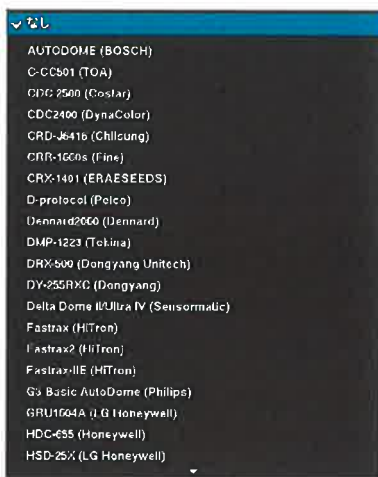 なし
AUTODOME (BOSCH)
C-CC501 (TOA)
CDC 2500 (Costar)
CDC2400 (DynaColor)
CRD-J6416 (Chilsung)
CRR-1600s (Fine)
CRX-1401 (ERAESEEDS)
D-protocol (Pelco)
Dennard2060 (Dennard)
DMP-1223 (Tokina)
DRX-500 (Dongyang Unitech)
DY-255RXC (Dongyang)
Delta Dome II/Ultra IV (Sensormatic)
Fastrax (HiTron)
Fastrax2 (HiTron)
Fastrax-IIE (HiTron)
G3 Basic AutoDome (Philips)
GRU1604A (LG Honeywell)
HDC-655 (Honeywell)
HSD-25X (LG Honeywell)